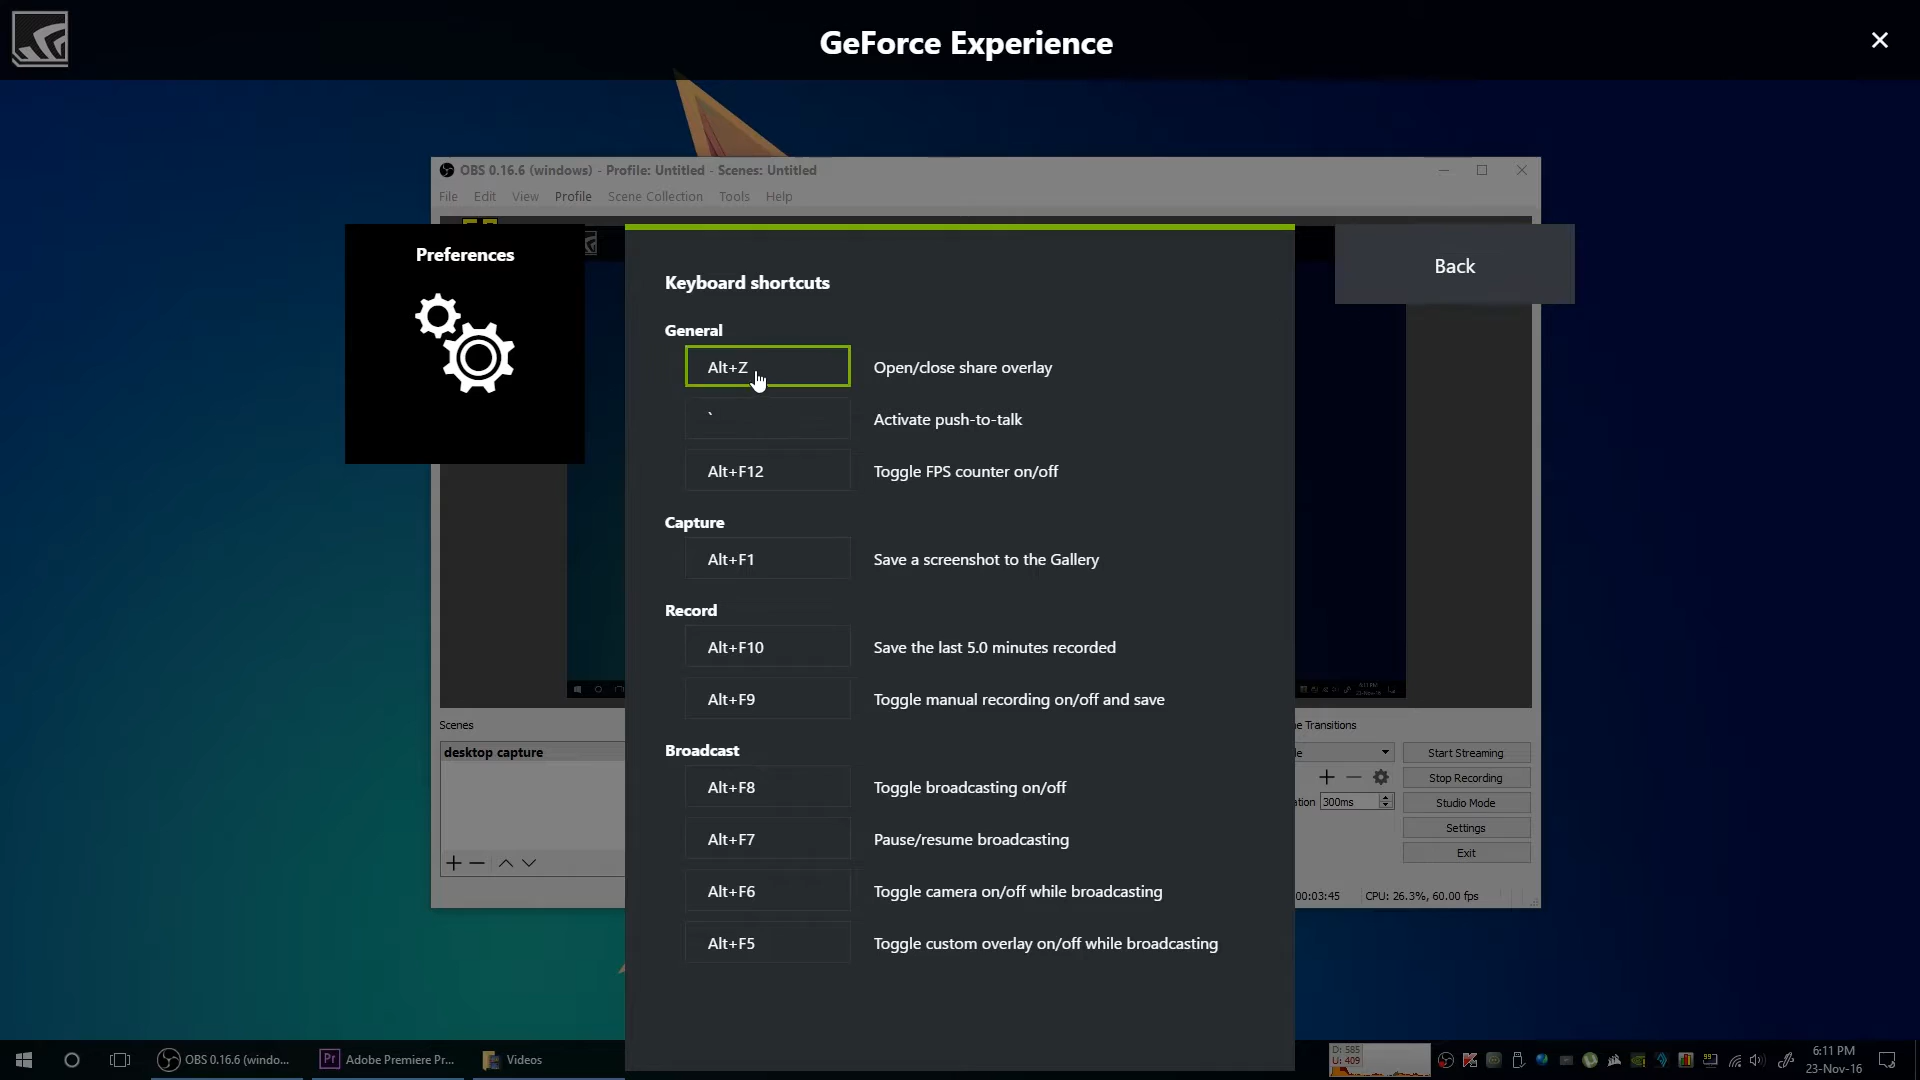 GeForce Experience
OBS 0.16.6 (windows) - Profile: Untitled - Scenes: Untitled
File Edit View Profile Scene Collection Tools Help
Preferences
Back
Keyboard shortcuts
General
Alt+Z Open/close share overlay
` Activate push-to-talk
Alt+F12 Toggle FPS counter on/off
Capture
Alt+F1 Save a screenshot to the Gallery
Record
Alt+F10 Save the last 5.0 minutes recorded
Alt+F9 Toggle manual recording on/off and save
Broadcast
Alt+F8 Toggle broadcasting on/off
Alt+F7 Pause/resume broadcasting
Alt+F6 Toggle camera on/off while broadcasting
Alt+F5 Toggle custom overlay on/off while broadcasting
Scenes
desktop capture
e Transitions
Start Streaming
Stop Recording
ation 300ms
Studio Mode
Settings
Exit
00:03:45 CPU: 26.3%, 60.00 fps
OBS 0.16.6 (windo...
Pr Adobe Premiere Pr...
Videos
D: 585
U: 409
6:11 PM
23-Nov-16